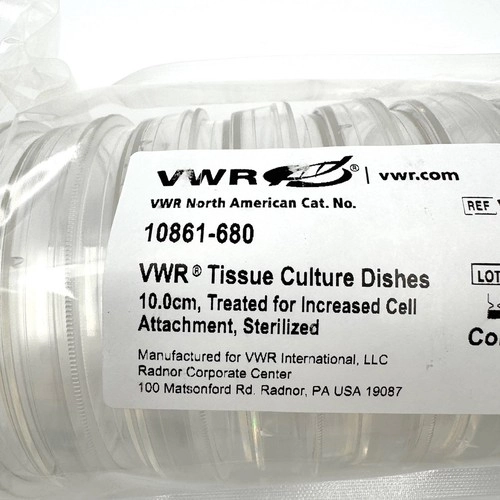 VWR® | vwr.com
VWR North American Cat. No.
REF
10861-680
VWR® Tissue Culture Dishes
LOT
10.0cm, Treated for Increased Cell
Attachment, Sterilized
Manufactured for VWR International, LLC
Radnor Corporate Center
100 Matsonford Rd. Radnor, PA USA 19087